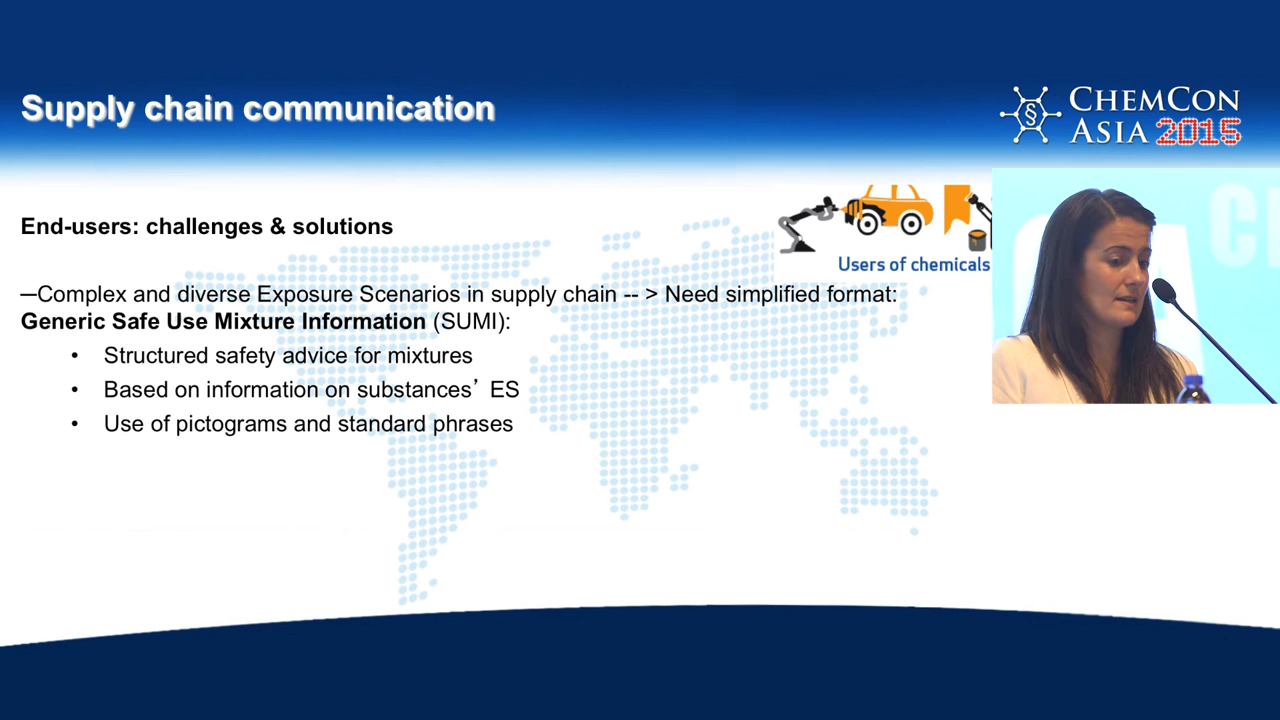 Supply chain communication
CHEMCON
ASIA 2015
End-users: challenges & solutions
Users of chemicals
─Complex and diverse Exposure Scenarios in supply chain -- > Need simplified format:
Generic Safe Use Mixture Information (SUMI):
• Structured safety advice for mixtures
• Based on information on substances’ ES
• Use of pictograms and standard phrases